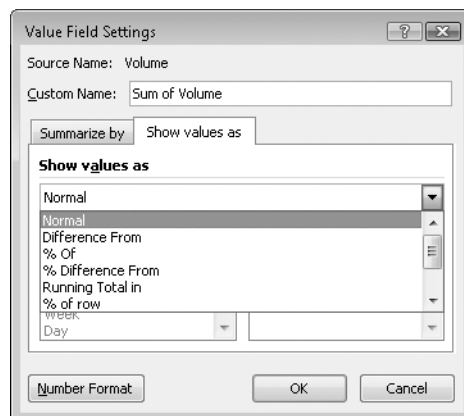 Value Field Settings
Source Name: Volume
Custom Name: Sum of Volume
Summarize by Show values as
Show values as
Normal
Normal
Difference From
% Of
% Difference From
Running Total in
% of row
Week
Day
Number Format OK Cancel